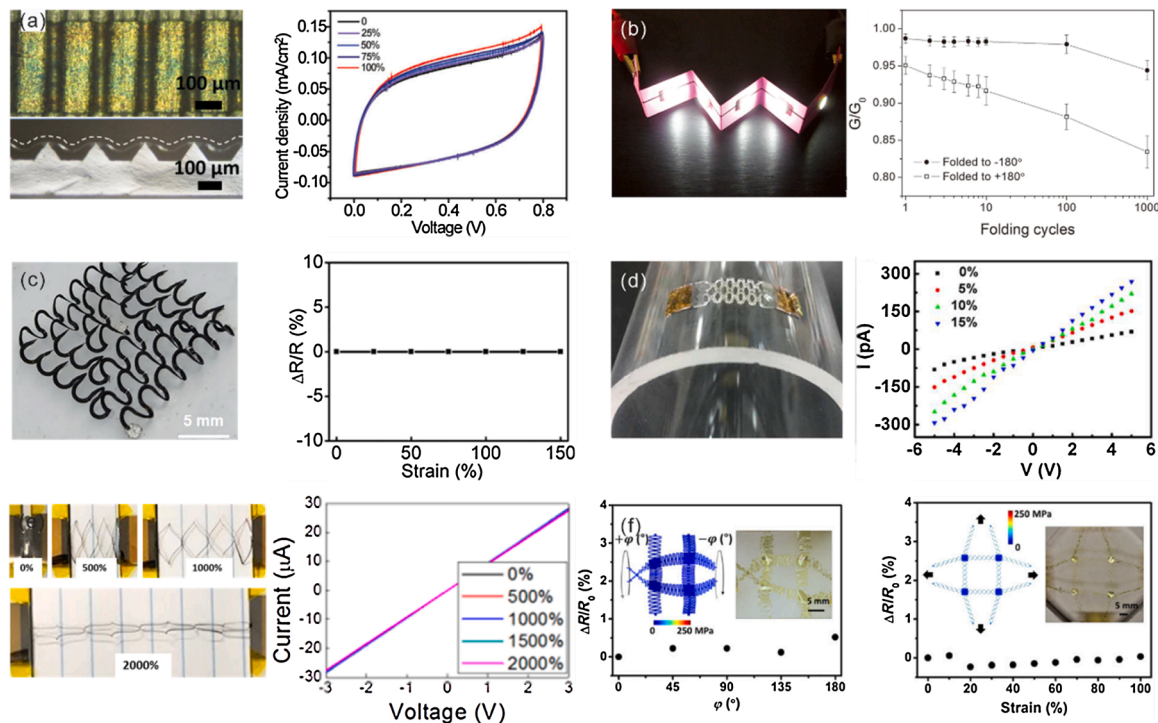 (a)
100 µm
100 µm
0.15
0.10
0.05
0.00
-0.05
-0.10
0
25%
50%
75%
100%
Current density (mA/cm²)
0.0 0.2 0.4 0.6 0.8
Voltage (V)
(b)
1.00
0.95
0.90
0.85
0.80
G/G₀
Folded to -180°
Folded to +180°
1 10 100 1000
Folding cycles
(c)
5 mm
10
5
0
-5
-10
ΔR/R (%)
0 50 100 150
Strain (%)
(d)
300
150
0
-150
-300
I (pA)
0%
5%
10%
15%
-6 -4 -2 0 2 4 6
V (V)
0%
500%
1000%
2000%
30
20
10
0
-10
-20
-30
Current (µA)
0%
500%
1000%
1500%
2000%
-3 -2 -1 0 1 2 3
Voltage (V)
(f)
4
3
2
1
0
ΔR/R₀ (%)
+φ (°) −φ (°)
0 250 MPa
5 mm
0 45 90 135 180
φ (°)
4
3
2
1
0
ΔR/R₀ (%)
250 MPa
0
5 mm
0 20 40 60 80 100
Strain (%)